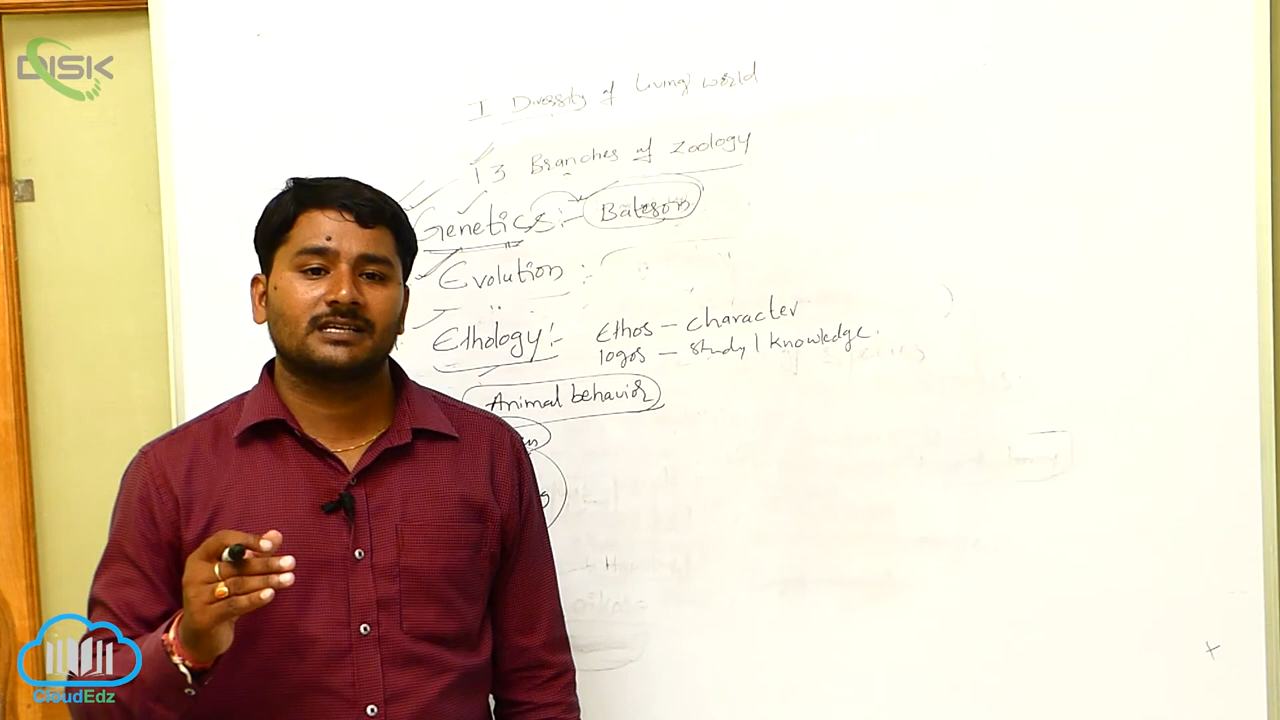 DISK
I Diversity of living world
1 3 Branches of zoology
Genetics :- Bateson
Evolution :
Ethology :- Ethos - character
logos - study / knowledge.
Animal behavior
CloudEdz